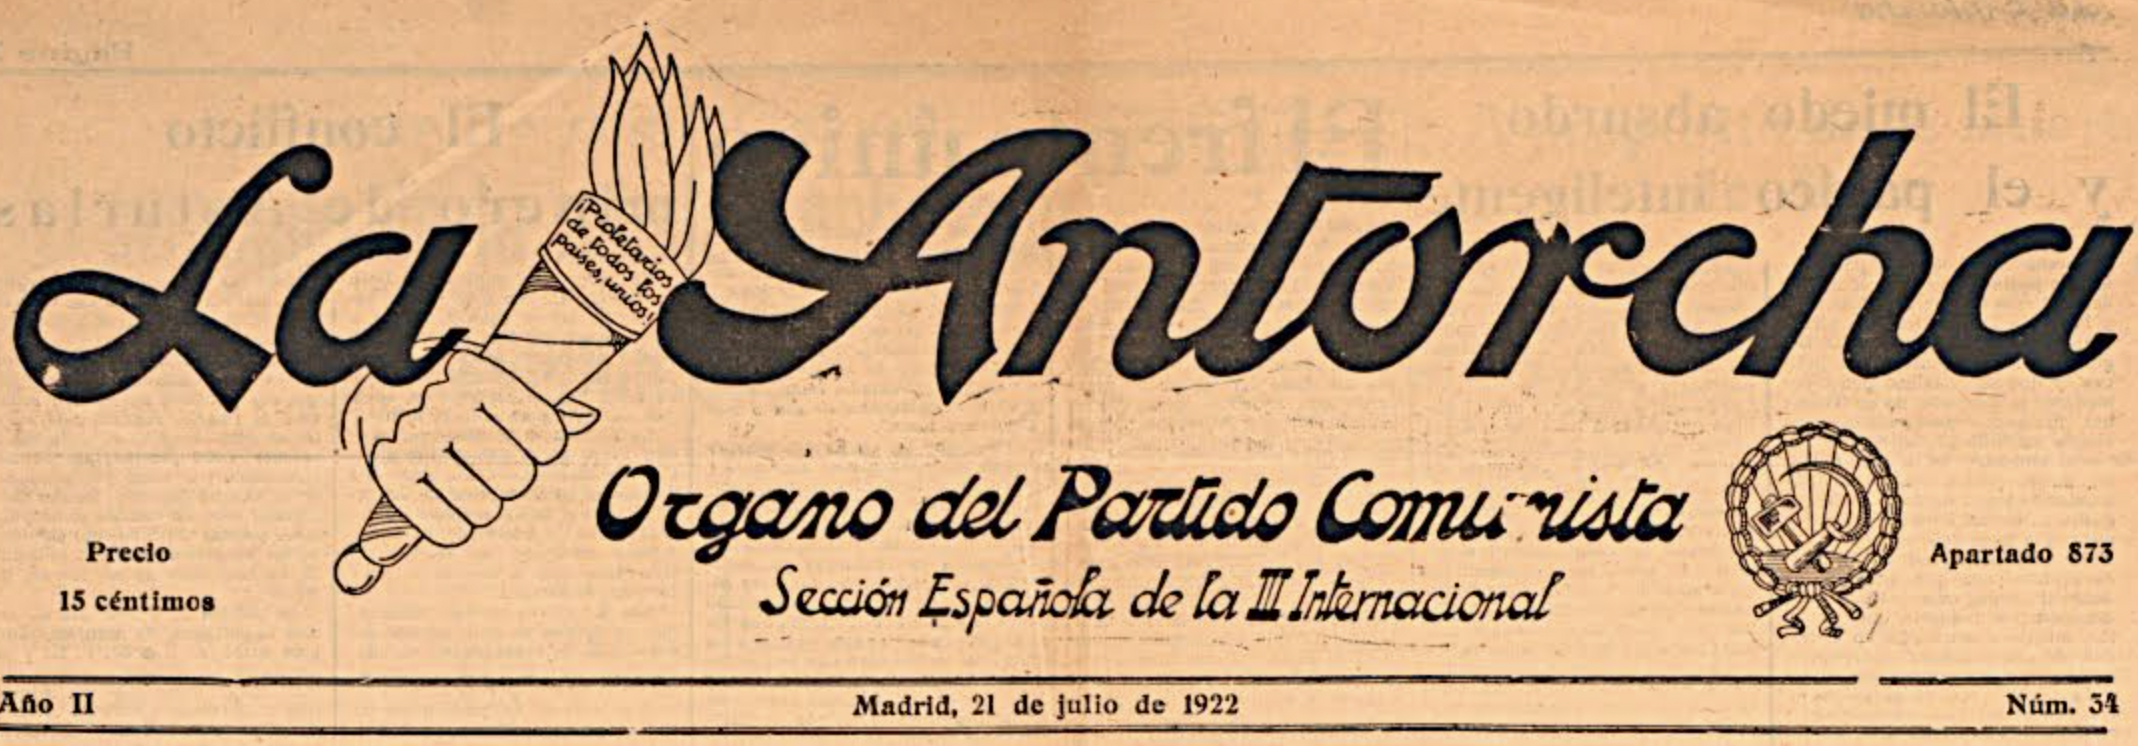 La Antorcha
¡Proletarios
de todos los
países, uníos!
Organo del Partido Comunista
Sección Española de la III Internacional
Precio
15 céntimos
Apartado 873
Año II
Madrid, 21 de julio de 1922
Núm. 34